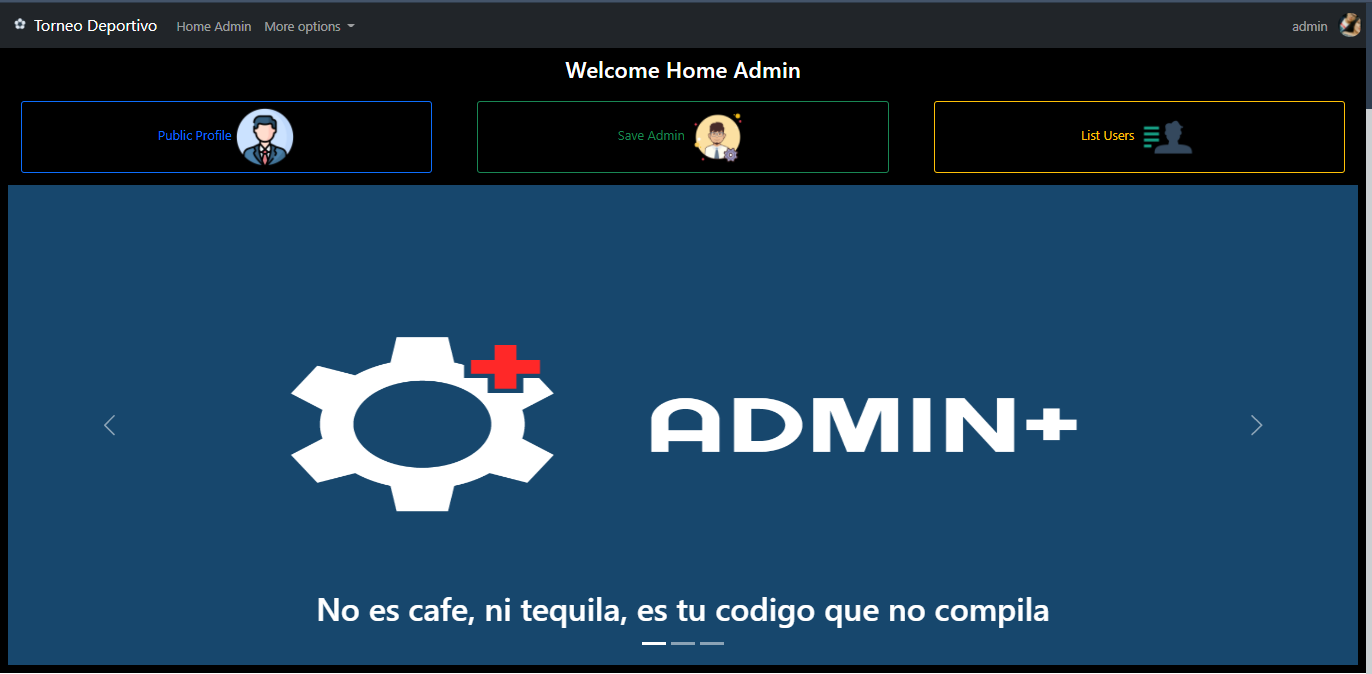 Torneo Deportivo Home Admin More options admin
Welcome Home Admin
Public Profile Save Admin List Users
ADMIN+
No es cafe, ni tequila, es tu codigo que no compila